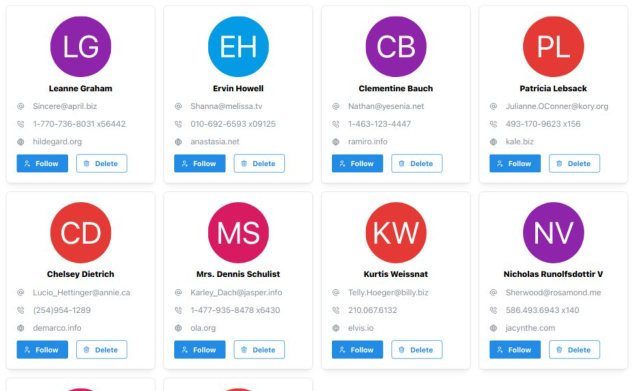 LG
Leanne Graham
Sincere@april.biz
1-770-736-8031 x56442
hildegard.org
Follow Delete
EH
Ervin Howell
Shanna@melissa.tv
010-692-6593 x09125
anastasia.net
Follow Delete
CB
Clementine Bauch
Nathan@yesenia.net
1-463-123-4447
ramiro.info
Follow Delete
PL
Patricia Lebsack
Julianne.OConner@kory.org
493-170-9623 x156
kale.biz
Follow Delete
CD
Chelsey Dietrich
Lucio_Hettinger@annie.ca
(254)954-1289
demarco.info
Follow Delete
MS
Mrs. Dennis Schulist
Karley_Dach@jasper.info
1-477-935-8478 x6430
ola.org
Follow Delete
KW
Kurtis Weissnat
Telly.Hoeger@billy.biz
210.067.6132
elvis.io
Follow Delete
NV
Nicholas Runolfsdottir V
Sherwood@rosamond.me
586.493.6943 x140
jacynthe.com
Follow Delete